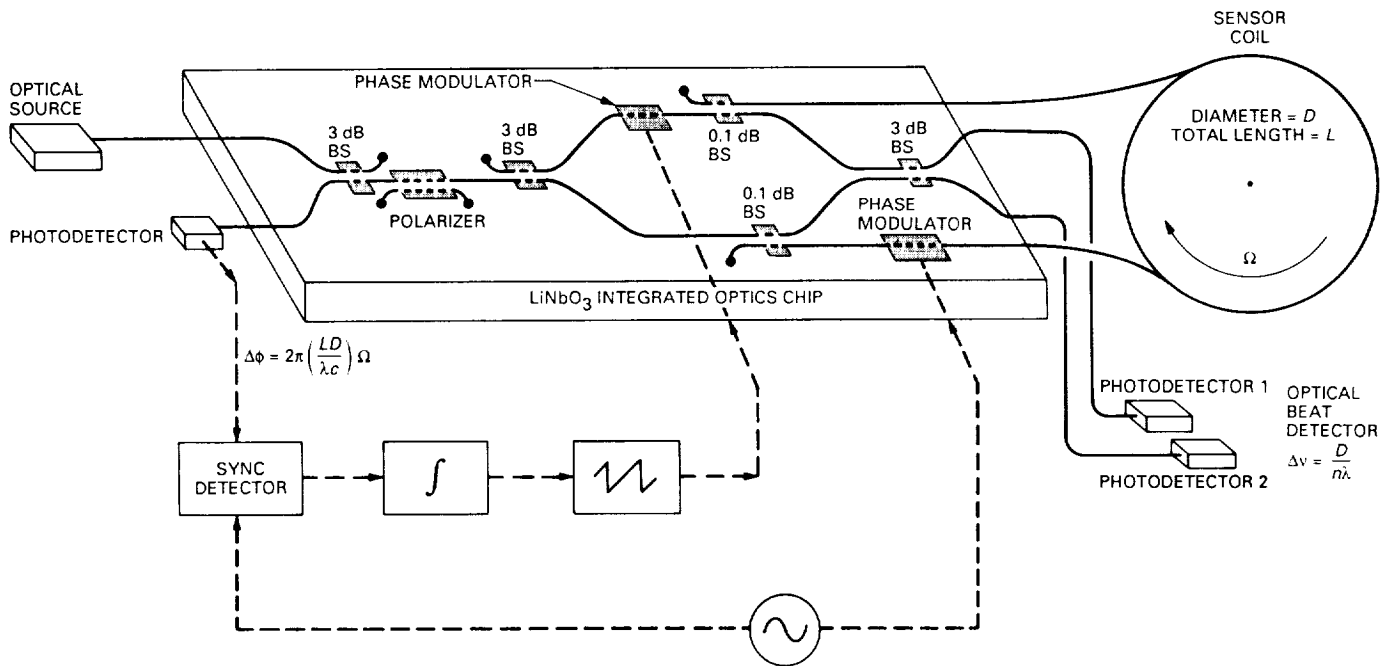 SENSOR
COIL
OPTICAL
SOURCE
PHASE MODULATOR
DIAMETER = D
TOTAL LENGTH = L
3 dB
BS
3 dB
BS
0.1 dB
BS
3 dB
BS
0.1 dB
BS
PHASE
MODULATOR
POLARIZER
PHOTODETECTOR
Ω
LiNbO3 INTEGRATED OPTICS CHIP
Δϕ = 2π (LD/λc) Ω
PHOTODETECTOR 1
OPTICAL
BEAT
DETECTOR
Δν = D/nλ
PHOTODETECTOR 2
SYNC
DETECTOR
∫